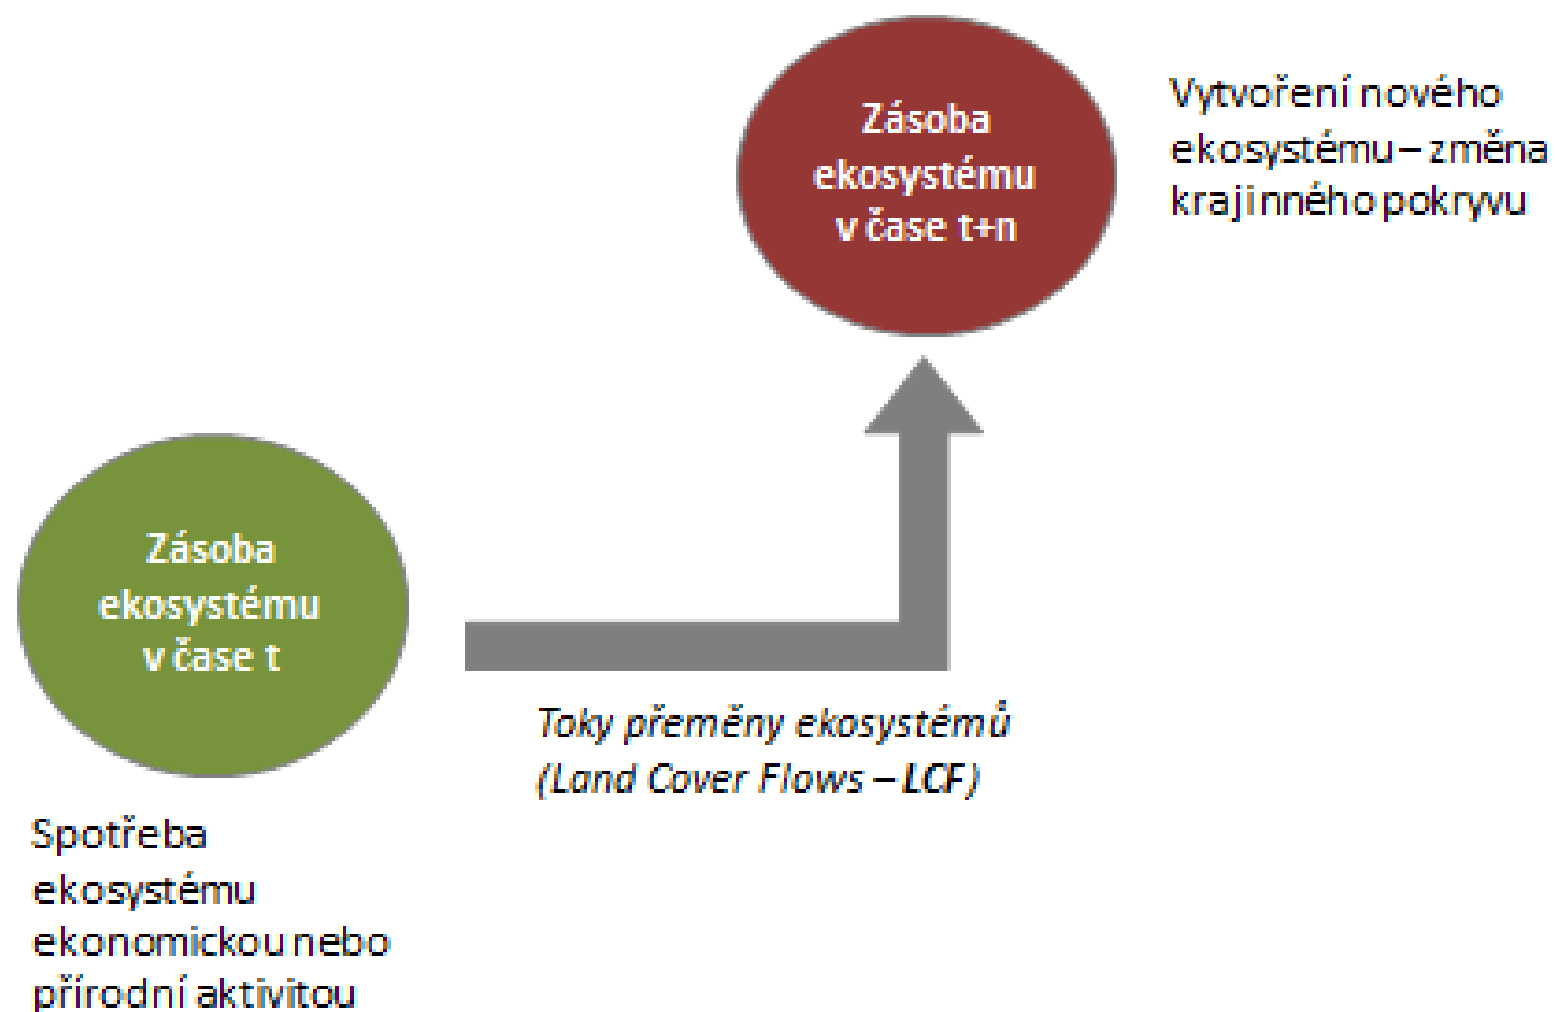 Zásoba
ekosystému
v čase t+n
Vytvoření nového
ekosystému – změna
krajinného pokryvu
Zásoba
ekosystému
v čase t
Toky přeměny ekosystémů
(Land Cover Flows – LCF)
Spotřeba
ekosystému
ekonomickou nebo
přírodní aktivitou